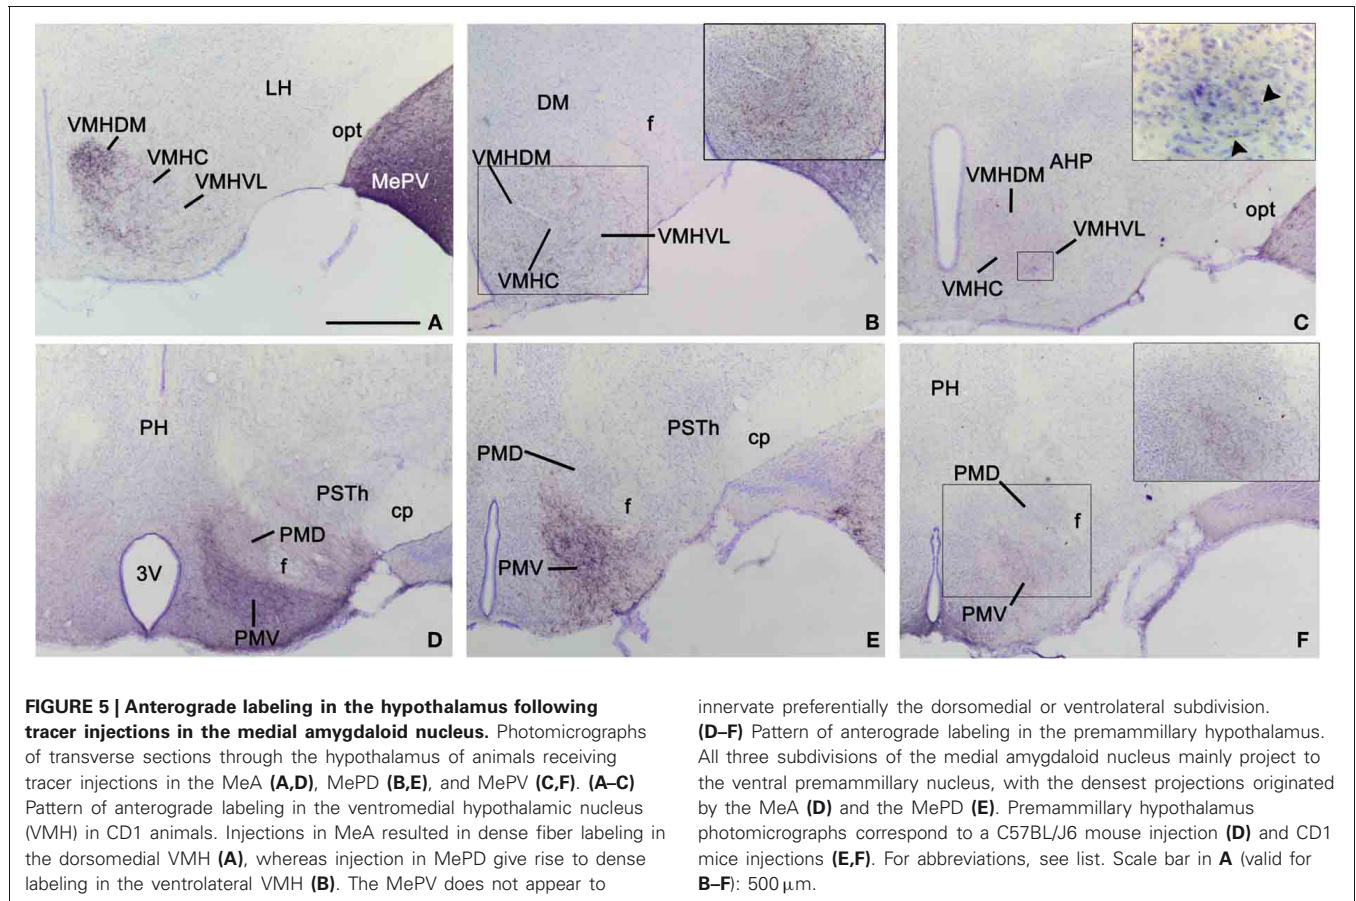 LH
opt
VMHDM
VMHC
VMHVL
MePV
A
DM
f
VMHDM
VMHVL
VMHC
B
AHP
VMHDM
opt
VMHVL
VMHC
C
PH
PSTh
cp
PMD
f
3V
PMV
D
PSTh
cp
PMD
f
PMV
E
PH
PMD
f
PMV
F
FIGURE 5 | Anterograde labeling in the hypothalamus following
tracer injections in the medial amygdaloid nucleus. Photomicrographs
of transverse sections through the hypothalamus of animals receiving
tracer injections in the MeA (A,D), MePD (B,E), and MePV (C,F). (A–C)
Pattern of anterograde labeling in the ventromedial hypothalamic nucleus
(VMH) in CD1 animals. Injections in MeA resulted in dense fiber labeling in
the dorsomedial VMH (A), whereas injection in MePD give rise to dense
labeling in the ventrolateral VMH (B). The MePV does not appear to
innervate preferentially the dorsomedial or ventrolateral subdivision.
(D–F) Pattern of anterograde labeling in the premammillary hypothalamus.
All three subdivisions of the medial amygdaloid nucleus mainly project to
the ventral premammillary nucleus, with the densest projections originated
by the MeA (D) and the MePD (E). Premammillary hypothalamus
photomicrographs correspond to a C57BL/J6 mouse injection (D) and CD1
mice injections (E,F). For abbreviations, see list. Scale bar in A (valid for
B–F): 500 μm.